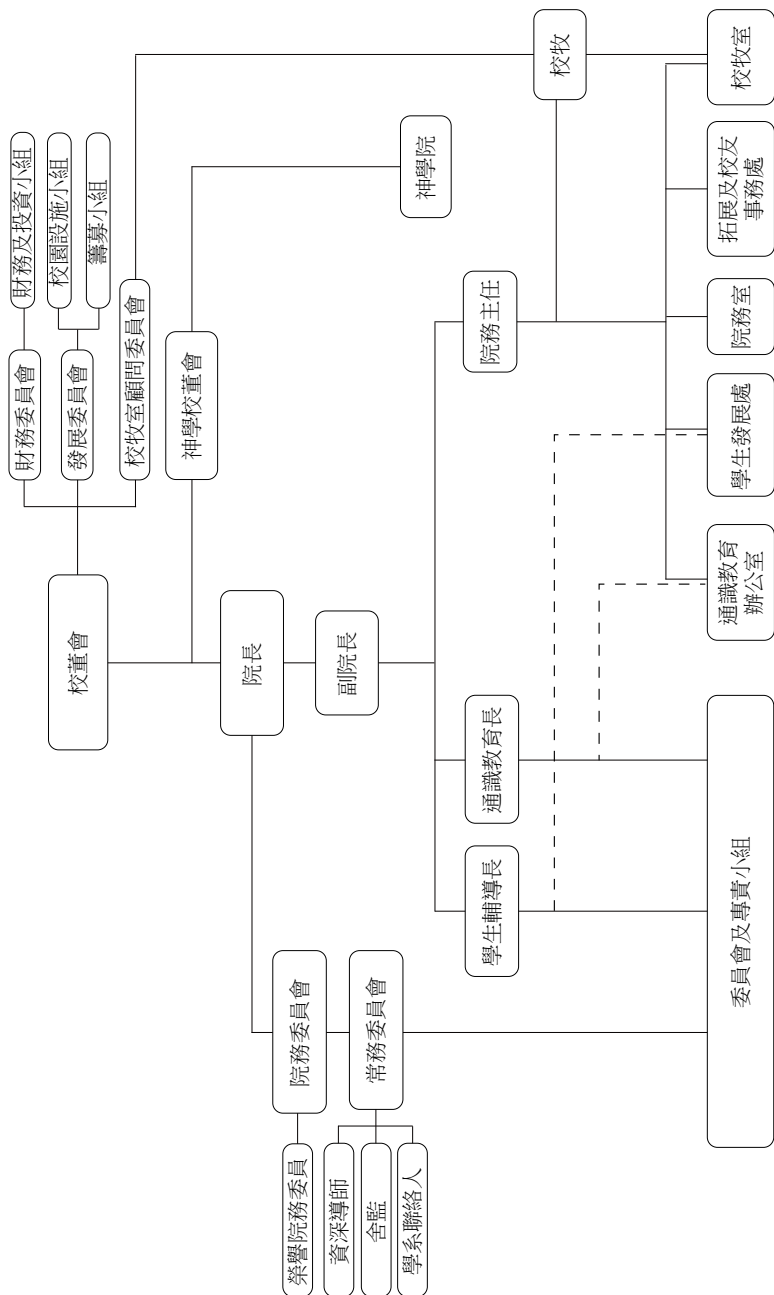 校董會
財務委員會
財務及投資小組
發展委員會
校園設施小組
籌募小組
校牧室顧問委員會
神學校董會
神學院
院長
副院長
院務委員會
榮譽院務委員
常務委員會
資深導師
舍監
學系聯絡人
學生輔導長
通識教育長
院務主任
校牧
委員會及專責小組
通識教育
辦公室
學生發展處
院務室
拓展及校友
事務處
校牧室